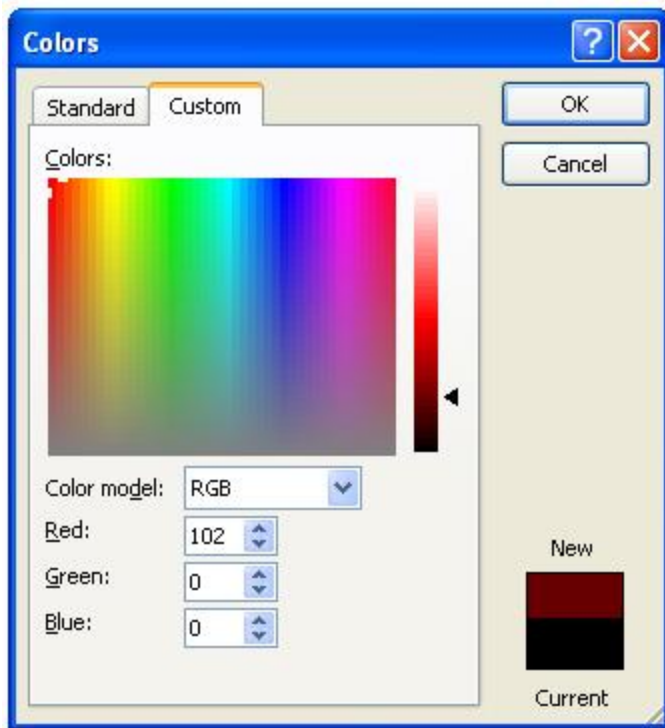 Colors
Standard Custom
OK
Cancel
Colors:
Color model: RGB
Red: 102
Green: 0
Blue: 0
New
Current